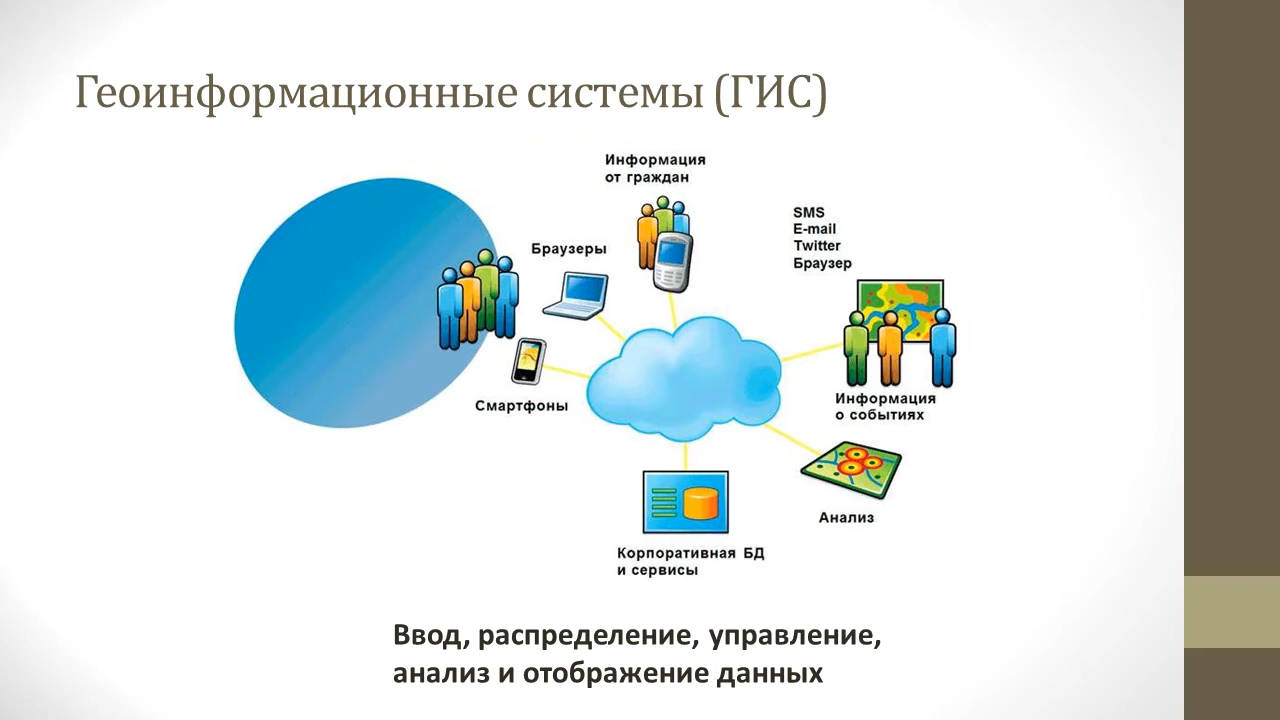 Геоинформационные системы (ГИС)
Информация
от граждан
SMS
E-mail
Twitter
Браузер
Браузеры
Смартфоны
Информация
о событиях
Анализ
Корпоративная БД
и сервисы
Ввод, распределение, управление,
анализ и отображение данных